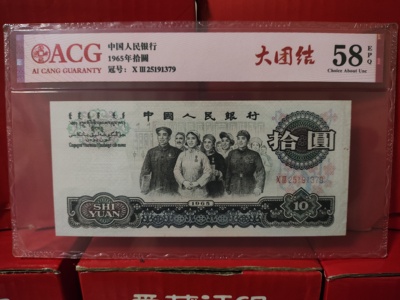 ACG
AI CANG GUARANTY
中国人民银行
1965年拾圆
冠号: X III25191379
大团结
58
EPQ
Choice About Unc
中国人民银行
拾圓
X III 25191379
1965
SHI
YUAN
10